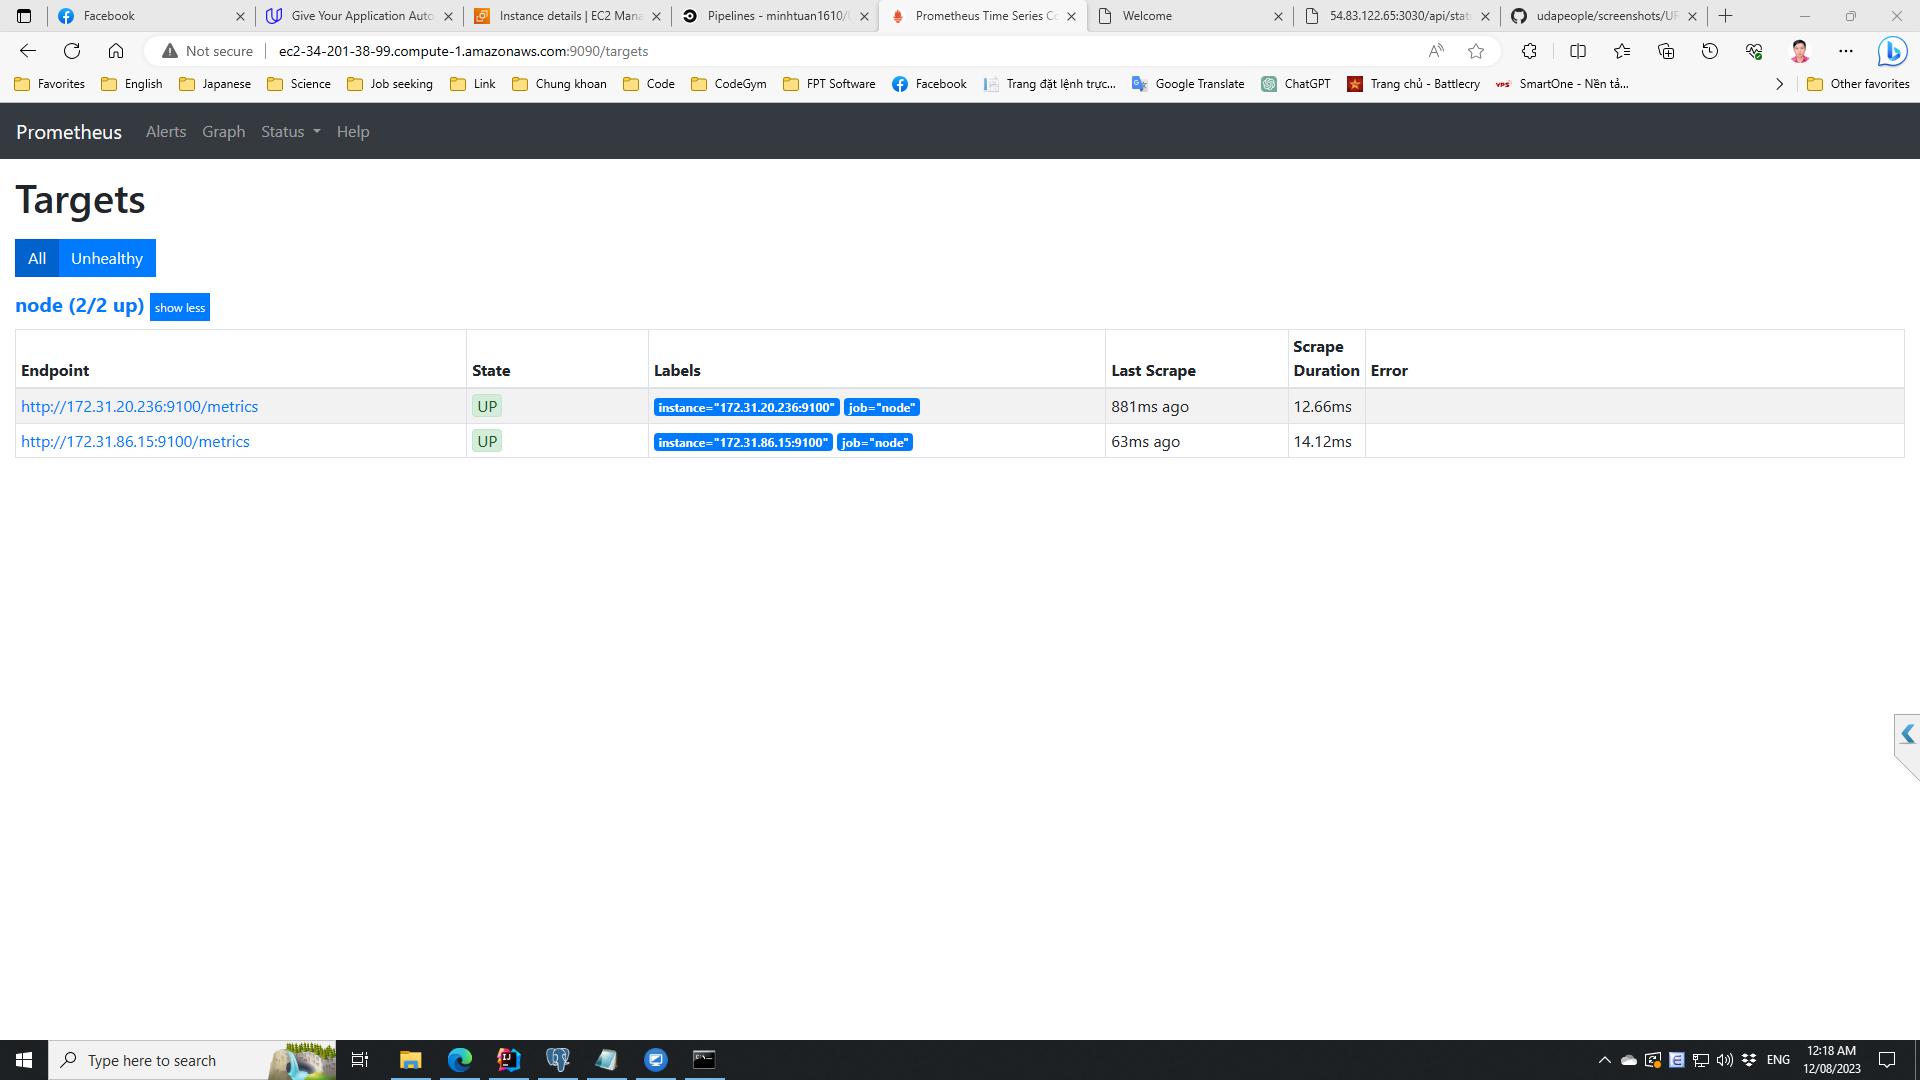 Facebook
Give Your Application Auto
Instance details | EC2 Mana
Pipelines - minhtuan1610/
Prometheus Time Series Co
Welcome
54.83.122.65:3030/api/stat
udapeople/screenshots/UR
Not secure
ec2-34-201-38-99.compute-1.amazonaws.com:9090/targets
Favorites
English
Japanese
Science
Job seeking
Link
Chung khoan
Code
CodeGym
FPT Software
Facebook
Trang đặt lệnh trực...
Google Translate
ChatGPT
Trang chủ - Battlecry
VPS
SmartOne - Nền tả...
Other favorites
Prometheus Alerts Graph Status Help
Targets
All Unhealthy
node (2/2 up) show less
Endpoint State Labels Last Scrape Scrape Duration Error
http://172.31.20.236:9100/metrics UP instance="172.31.20.236:9100" job="node" 881ms ago 12.66ms
http://172.31.86.15:9100/metrics UP instance="172.31.86.15:9100" job="node" 63ms ago 14.12ms
Type here to search
ENG
12:18 AM
12/08/2023